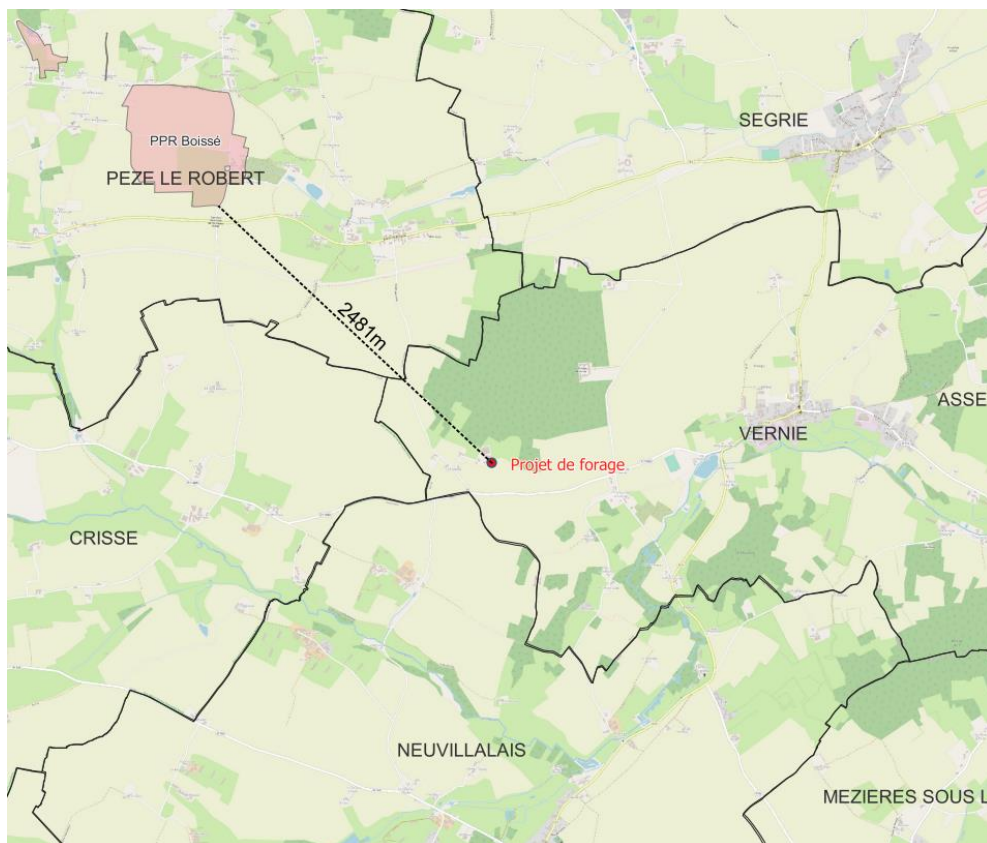 SEGRIE
PPR Boissé
PEZE LE ROBERT
2481m
ASSE
VERNIE
Projet de forage
CRISSE
NEUVILLALAIS
MEZIERES SOUS L